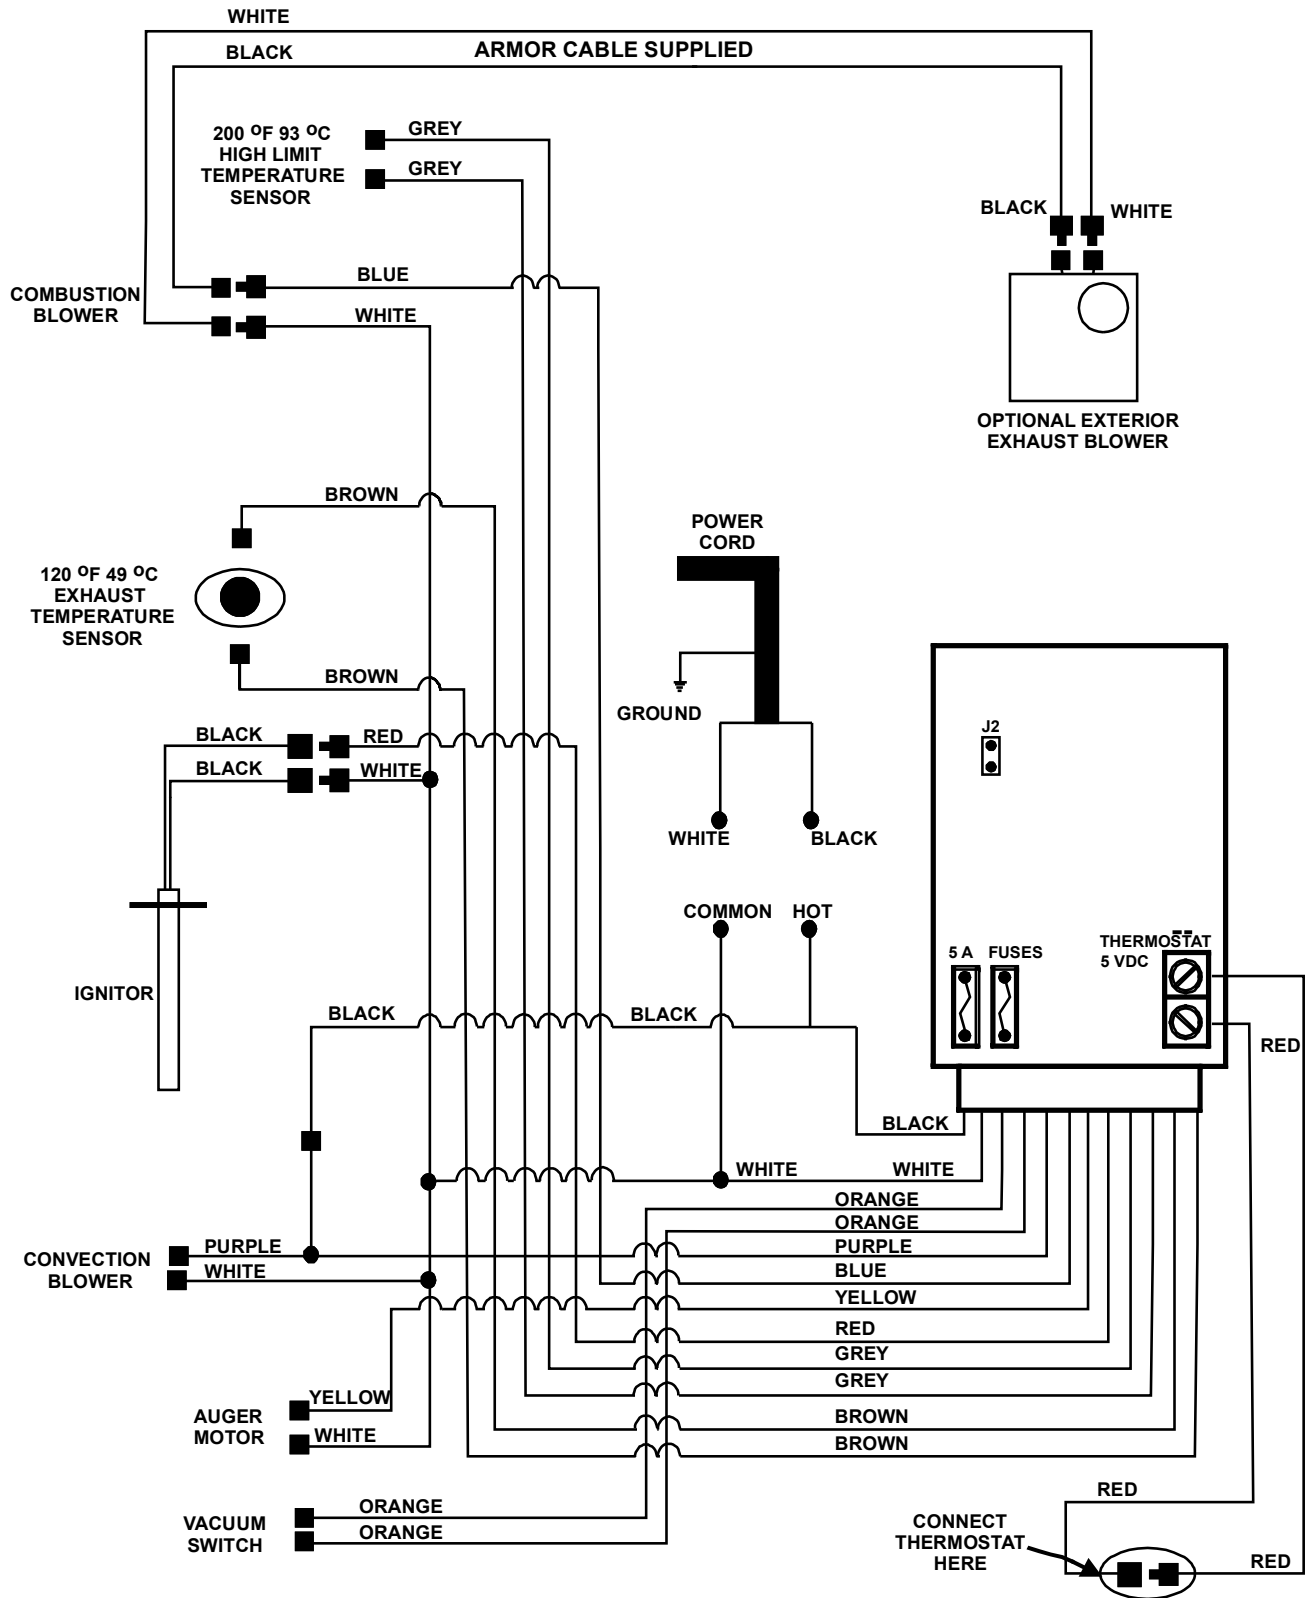 WHITE
BLACK
ARMOR CABLE SUPPLIED
200 °F 93 °C
HIGH LIMIT
TEMPERATURE
SENSOR
GREY
GREY
BLACK
WHITE
BLUE
COMBUSTION
BLOWER
WHITE
OPTIONAL EXTERIOR
EXHAUST BLOWER
BROWN
POWER
CORD
120 °F 49 °C
EXHAUST
TEMPERATURE
SENSOR
BROWN
GROUND
BLACK
RED
BLACK
WHITE
J2
WHITE
BLACK
COMMON
HOT
5 A FUSES
THERMOSTAT
5 VDC
IGNITOR
BLACK
BLACK
RED
BLACK
WHITE
WHITE
ORANGE
ORANGE
PURPLE
PURPLE
CONVECTION
BLOWER
WHITE
BLUE
YELLOW
RED
GREY
GREY
YELLOW
AUGER
MOTOR
WHITE
BROWN
BROWN
ORANGE
VACUUM
SWITCH
ORANGE
RED
CONNECT
THERMOSTAT
HERE
RED